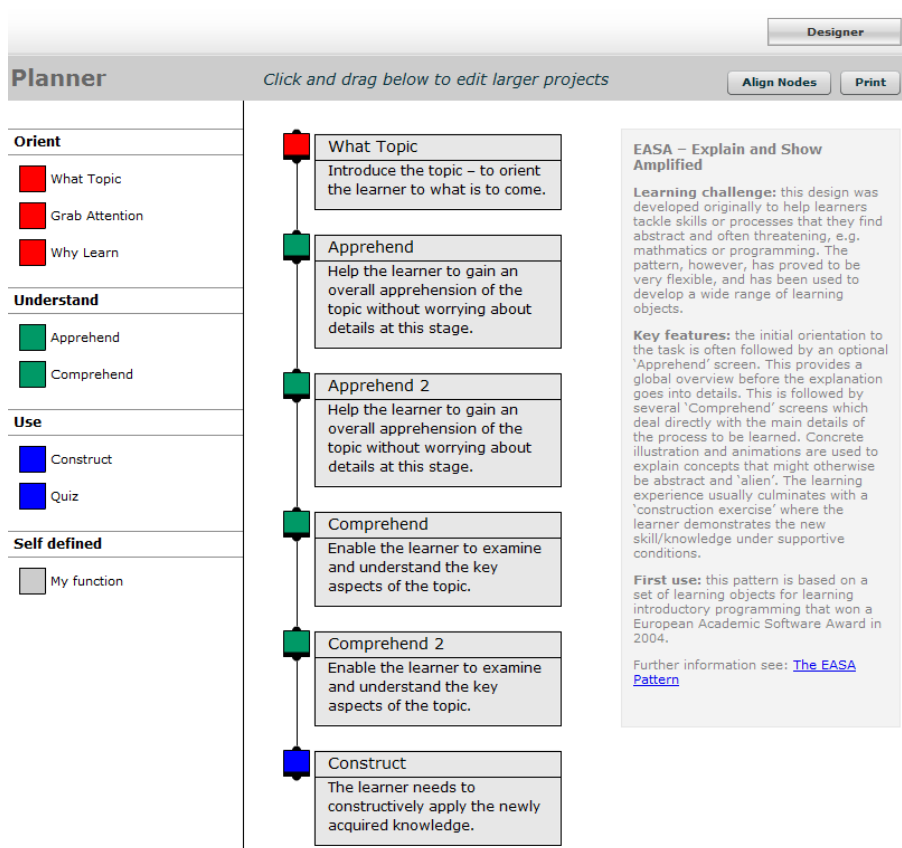 Designer
Planner
Click and drag below to edit larger projects
Align Nodes
Print
Orient
What Topic
Grab Attention
Why Learn
Understand
Apprehend
Comprehend
Use
Construct
Quiz
Self defined
My function
What Topic
Introduce the topic – to orient
the learner to what is to come.
Apprehend
Help the learner to gain an
overall apprehension of the
topic without worrying about
details at this stage.
Apprehend 2
Help the learner to gain an
overall apprehension of the
topic without worrying about
details at this stage.
Comprehend
Enable the learner to examine
and understand the key
aspects of the topic.
Comprehend 2
Enable the learner to examine
and understand the key
aspects of the topic.
Construct
The learner needs to
constructively apply the newly
acquired knowledge.
EASA – Explain and Show
Amplified
Learning challenge: this design was
developed originally to help learners
tackle skills or processes that they find
abstract and often threatening, e.g.
mathmatics or programming. The
pattern, however, has proved to be
very flexible, and has been used to
develop a wide range of learning
objects.
Key features: the initial orientation to
the task is often followed by an optional
‘Apprehend’ screen. This provides a
global overview before the explanation
goes into details. This is followed by
several ‘Comprehend’ screens which
deal directly with the main details of
the process to be learned. Concrete
illustration and animations are used to
explain concepts that might otherwise
be abstract and ‘alien’. The learning
experience usually culminates with a
‘construction exercise’ where the
learner demonstrates the new
skill/knowledge under supportive
conditions.
First use: this pattern is based on a
set of learning objects for learning
introductory programming that won a
European Academic Software Award in
2004.
Further information see: The EASA
Pattern